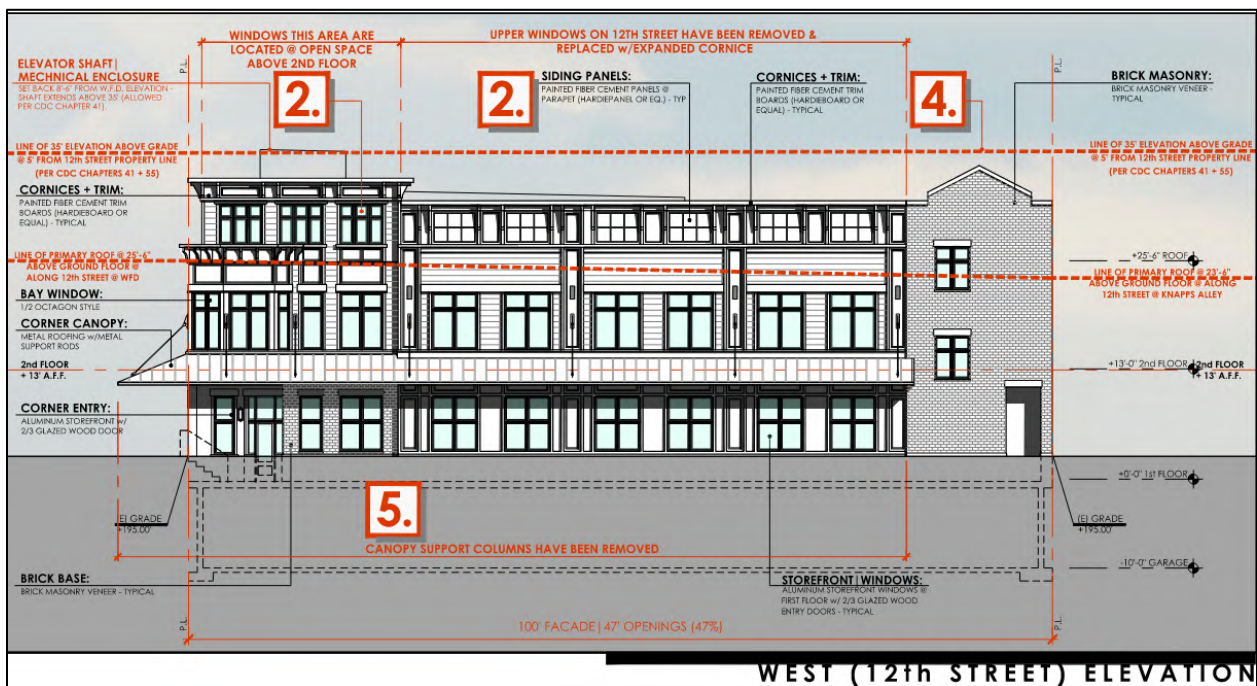 WINDOWS THIS AREA ARE
LOCATED @ OPEN SPACE
ABOVE 2ND FLOOR
UPPER WINDOWS ON 12TH STREET HAVE BEEN REMOVED &
REPLACED w/EXPANDED CORNICE
P.L.
P.L.
ELEVATOR SHAFT|
MECHNICAL ENCLOSURE
SET BACK 8'-6" FROM W.F.D. ELEVATION -
SHAFT EXTENDS ABOVE 35' (ALLOWED
PER CDC CHAPTER 41).
2.
2.
SIDING PANELS:
PAINTED FIBER CEMENT PANELS @
PARAPET (HARDIEPANEL OR EQ.) - TYP
CORNICES + TRIM:
PAINTED FIBER CEMENT TRIM
BOARDS (HARDIEBOARD OR
EQUAL) - TYPICAL
4.
BRICK MASONRY:
BRICK MASONRY VENEER -
TYPICAL
LINE OF 35' ELEVATION ABOVE GRADE
@ 5' FROM 12th STREET PROPERTY LINE
(PER CDC CHAPTERS 41 + 55)
LINE OF 35' ELEVATION ABOVE GRADE
@ 5' FROM 12th STREET PROPERTY LINE
(PER CDC CHAPTERS 41 + 55)
CORNICES + TRIM:
PAINTED FIBER CEMENT TRIM
BOARDS (HARDIEBOARD OR
EQUAL) - TYPICAL
LINE OF PRIMARY ROOF @ 25'-6"
ABOVE GROUND FLOOR @
ALONG 12th STREET @ WFD
+25'-6" ROOF
LINE OF PRIMARY ROOF @ 23'-6"
ABOVE GROUND FLOOR @ ALONG
12th STREET @ KNAPPS ALLEY
BAY WINDOW:
1/2 OCTAGON STYLE
CORNER CANOPY:
METAL ROOFING w/METAL
SUPPORT RODS
2nd FLOOR
+ 13' A.F.F.
+13'-0" 2nd FLOOR
2nd FLOOR
+ 13' A.F.F.
CORNER ENTRY:
ALUMINUM STOREFRONT w/
2/3 GLAZED WOOD DOOR
+0'-0" 1st FLOOR
5.
(E) GRADE
+195.00'
(E) GRADE
+195.00'
CANOPY SUPPORT COLUMNS HAVE BEEN REMOVED
-10'-0" GARAGE
BRICK BASE:
BRICK MASONRY VENEER - TYPICAL
STOREFRONT|WINDOWS:
ALUMINUM STOREFRONT WINDOWS @
FIRST FLOOR w/ 2/3 GLAZED WOOD
ENTRY DOORS - TYPICAL
P.L.
100' FACADE|47' OPENINGS (47%)
P.L.
WEST (12th STREET) ELEVATION